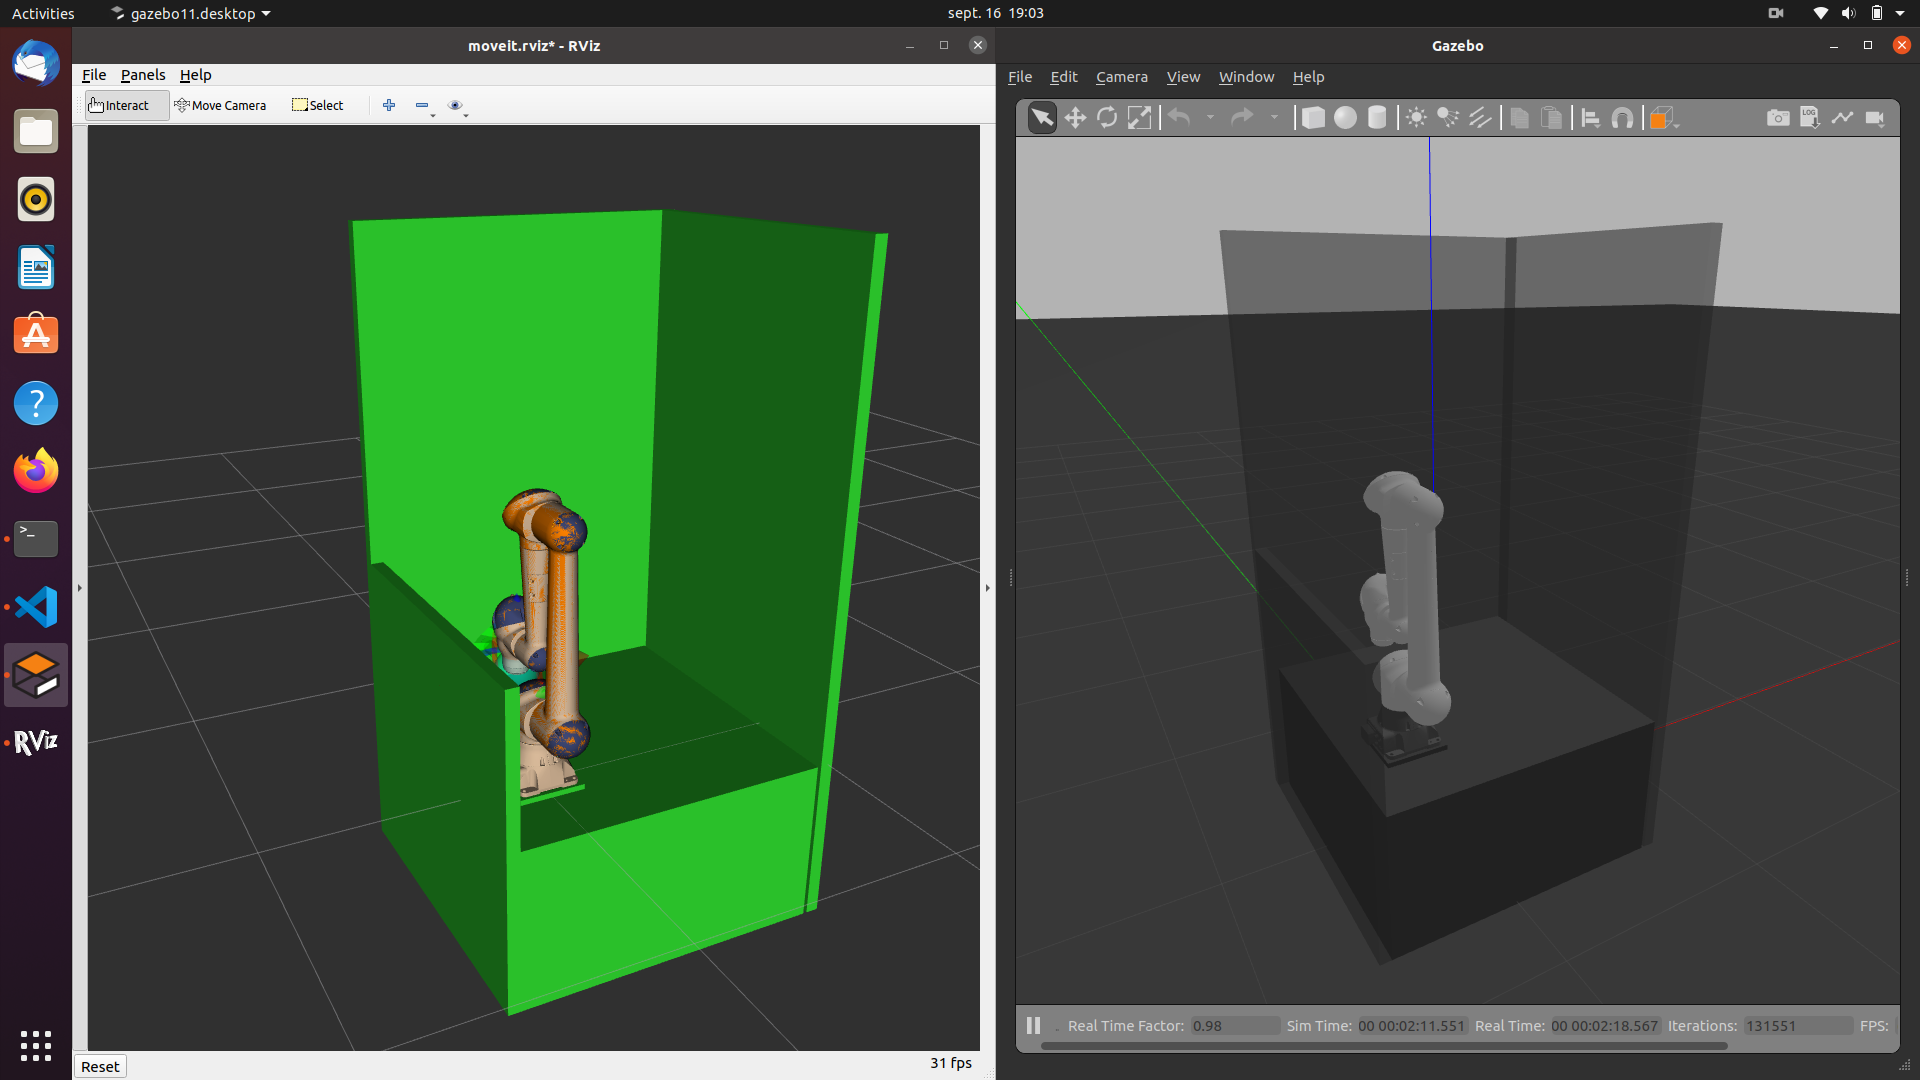 Activities
gazebo11.desktop
sept. 16 19:03
moveit.rviz* - RViz
File Panels Help
Interact Move Camera Select
Reset
31 fps
Gazebo
File Edit Camera View Window Help
LOG
Real Time Factor: 0.98 Sim Time: 00 00:02:11.551 Real Time: 00 00:02:18.567 Iterations: 131551 FPS:
>_
?
RViz